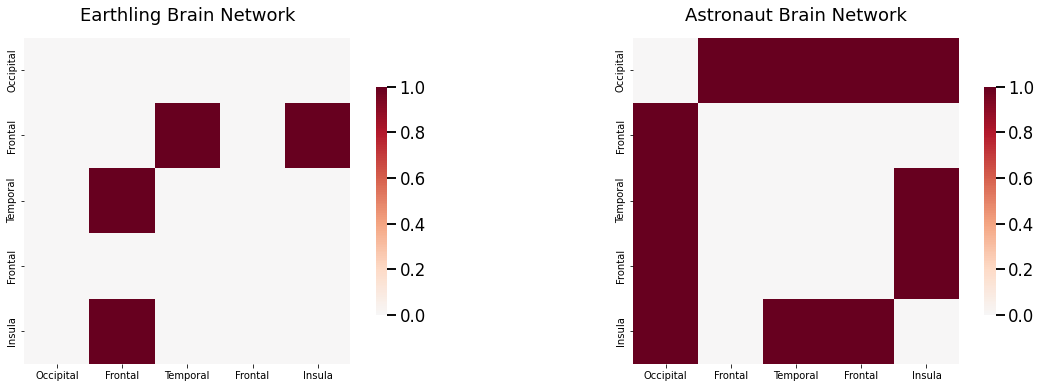 Earthling Brain Network
Astronaut Brain Network
Occipital
Frontal
Temporal
Frontal
Insula
Occipital Frontal Temporal Frontal Insula
1.0
0.8
0.6
0.4
0.2
0.0
Occipital
Frontal
Temporal
Frontal
Insula
Occipital Frontal Temporal Frontal Insula
1.0
0.8
0.6
0.4
0.2
0.0